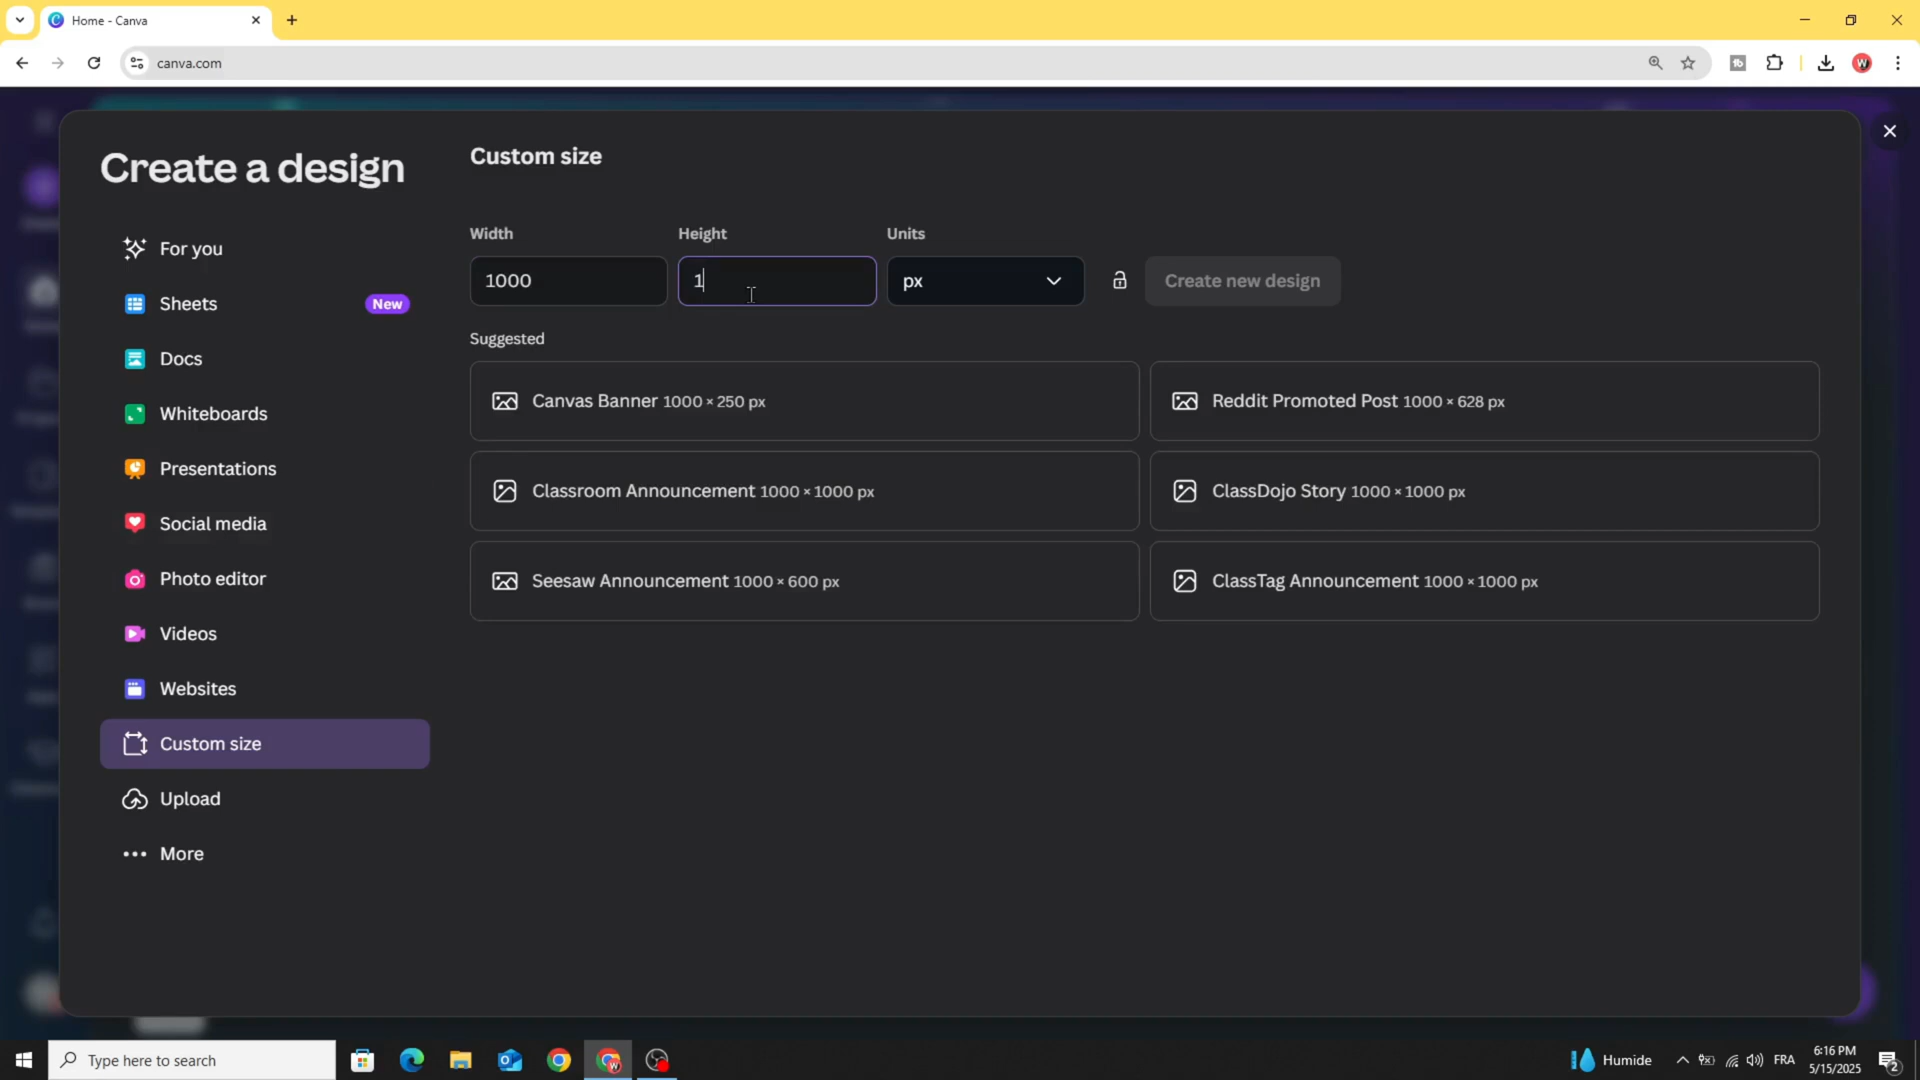 Home - Canva
canva.com
Create a design
For you
Sheets New
Docs
Whiteboards
Presentations
Social media
Photo editor
Videos
Websites
Custom size
Upload
More
Custom size
Width Height Units
1000 1 px Create new design
Suggested
Canvas Banner 1000 × 250 px
Reddit Promoted Post 1000 × 628 px
Classroom Announcement 1000 × 1000 px
ClassDojo Story 1000 × 1000 px
Seesaw Announcement 1000 × 600 px
ClassTag Announcement 1000 × 1000 px
Type here to search
Humide
FRA
6:16 PM
5/15/2025
2